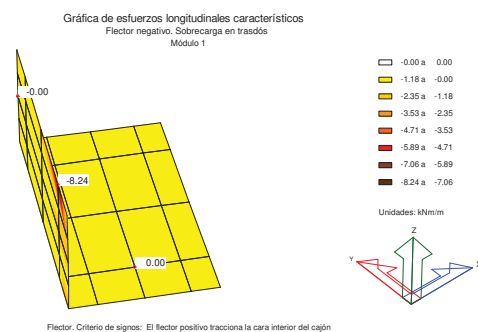 Gráfica de esfuerzos longitudinales característicos
Flector negativo. Sobrecarga en trasdós
Módulo 1
-0.00
-8.24
0.00
-0.00 a 0.00
-1.18 a -0.00
-2.35 a -1.18
-3.53 a -2.35
-4.71 a -3.53
-5.89 a -4.71
-7.06 a -5.89
-8.24 a -7.06
Unidades: kNm/m
Z
Y
X
Flector. Criterio de signos: El flector positivo tracciona la cara interior del cajón